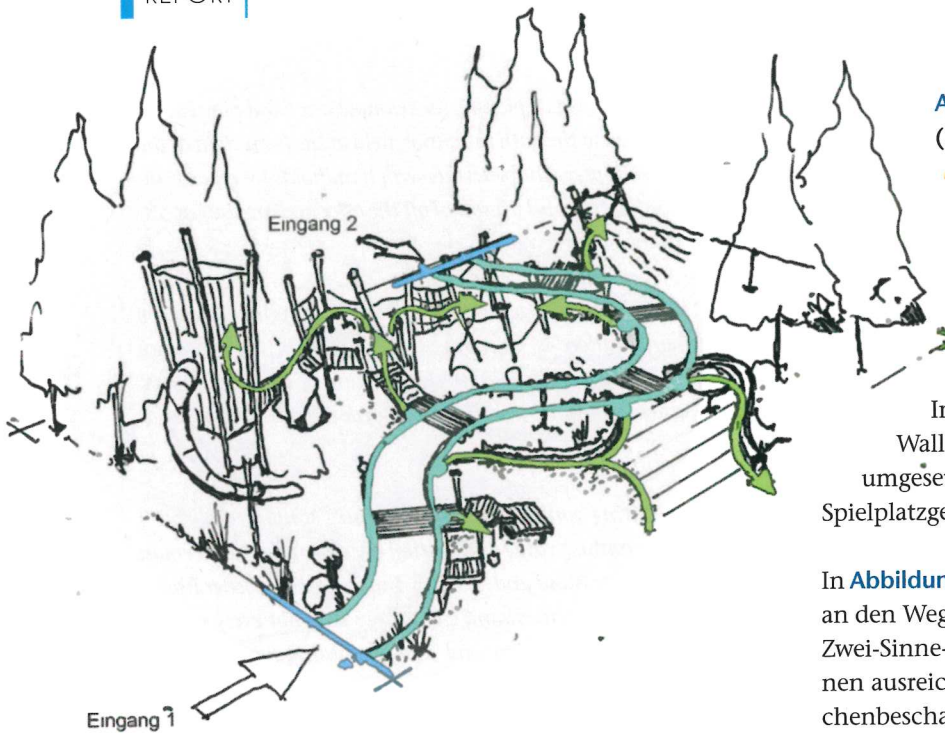 REPORT
Eingang 2
Eingang 1
A
(
In
Wall
umgese
Spielplatzge
In Abbildun
an den Weg
Zwei-Sinne-
nen ausreic
chenbescha